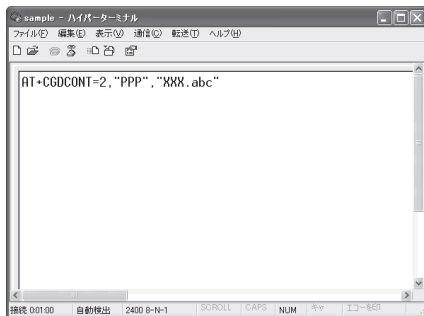 sample - ハイパーターミナル
ファイル(F) 編集(E) 表示(V) 通信(C) 転送(T) ヘルプ(H)
AT+CGDCONT=2,"PPP","XXX.abc"
接続 0:01:00 自動検出 2400 8-N-1 SCROLL CAPS NUM キャ エコーを印